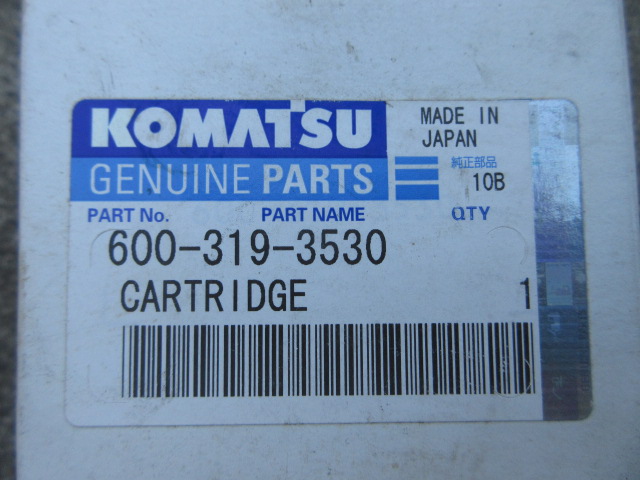 KOMATSU
MADE IN
JAPAN
GENUINE PARTS
純正部品
10B
PART No. PART NAME QTY
600-319-3530
CARTRIDGE 1